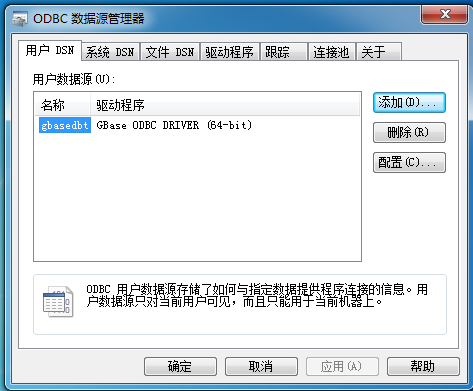 ODBC 数据源管理器
用户 DSN 系统 DSN 文件 DSN 驱动程序 跟踪 连接池 关于
用户数据源(U):
名称 驱动程序
gbasedbt GBase ODBC DRIVER (64-bit)
添加(D)...
删除(R)
配置(C)...
ODBC 用户数据源存储了如何与指定数据提供程序连接的信息。用
户数据源只对当前用户可见，而且只能用于当前机器上。
确定 取消 应用(A) 帮助